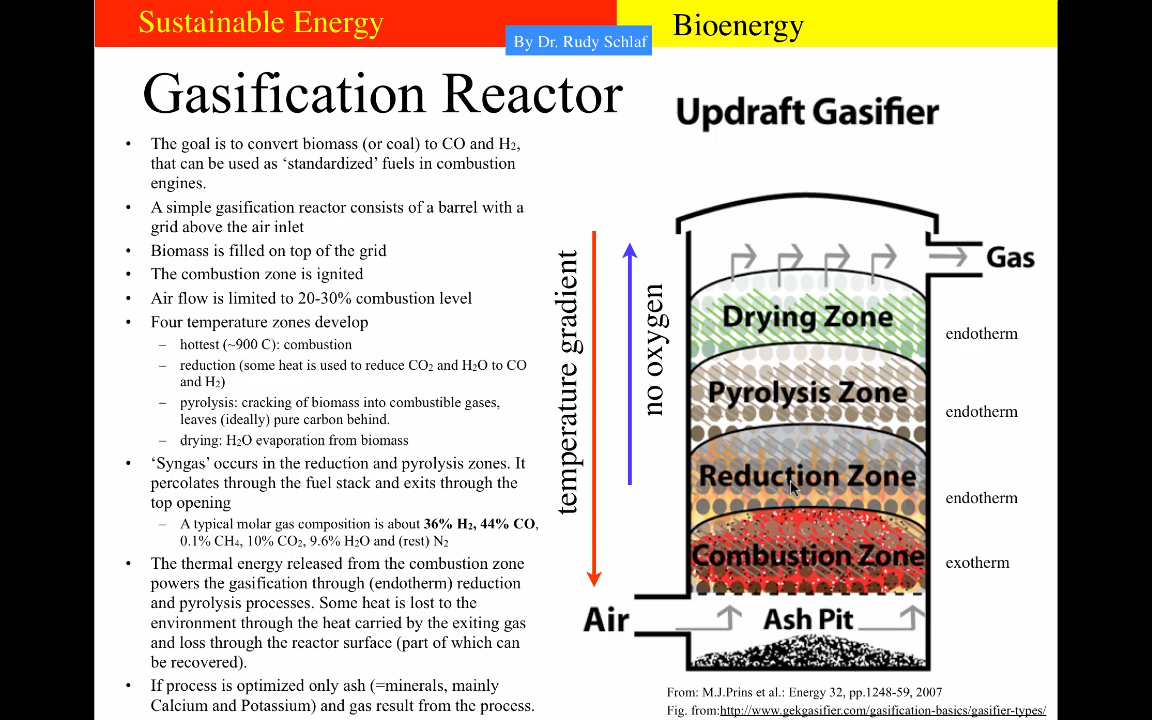 Sustainable Energy
By Dr. Rudy Schlaf
Bioenergy
Gasification Reactor
• The goal is to convert biomass (or coal) to CO and H2,
that can be used as ‘standardized’ fuels in combustion
engines.
• A simple gasification reactor consists of a barrel with a
grid above the air inlet
• Biomass is filled on top of the grid
• The combustion zone is ignited
• Air flow is limited to 20-30% combustion level
• Four temperature zones develop
– hottest (~900 C): combustion
– reduction (some heat is used to reduce CO2 and H2O to CO
and H2)
– pyrolysis: cracking of biomass into combustible gases,
leaves (ideally) pure carbon behind.
– drying: H2O evaporation from biomass
• ‘Syngas’ occurs in the reduction and pyrolysis zones. It
percolates through the fuel stack and exits through the
top opening
– A typical molar gas composition is about 36% H2, 44% CO,
0.1% CH4, 10% CO2, 9.6% H2O and (rest) N2
• The thermal energy released from the combustion zone
powers the gasification through (endotherm) reduction
and pyrolysis processes. Some heat is lost to the
environment through the heat carried by the exiting gas
and loss through the reactor surface (part of which can
be recovered).
• If process is optimized only ash (=minerals, mainly
Calcium and Potassium) and gas result from the process.
temperature gradient
no oxygen
Updraft Gasifier
Gas
Drying Zone
endotherm
Pyrolysis Zone
endotherm
Reduction Zone
endotherm
Combustion Zone
exotherm
Air
Ash Pit
From: M.J.Prins et al.: Energy 32, pp.1248-59, 2007
Fig. from:http://www.gekgasifier.com/gasification-basics/gasifier-types/